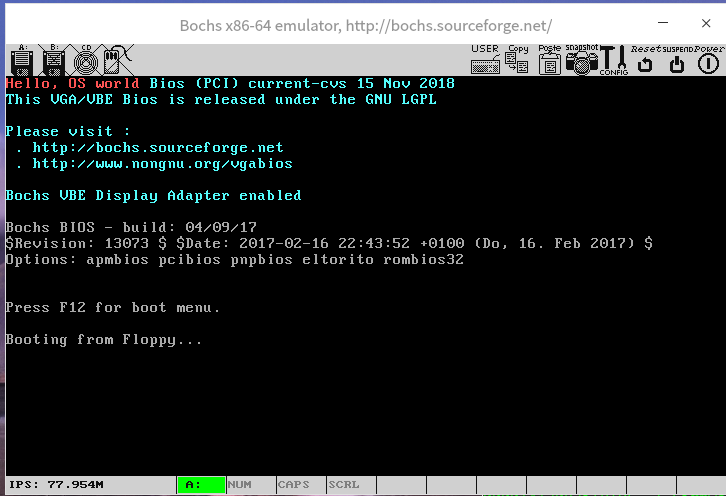 Bochs x86-64 emulator, http://bochs.sourceforge.net/
A: B: CD USER Copy Paste Snapshot CONFIG Reset SUSPEND Power
Hello, OS world Bios (PCI) current-cvs 15 Nov 2018
This VGA/VBE Bios is released under the GNU LGPL
Please visit :
. http://bochs.sourceforge.net
. http://www.nongnu.org/vgabios
Bochs VBE Display Adapter enabled
Bochs BIOS - build: 04/09/17
$Revision: 13073 $ $Date: 2017-02-16 22:43:52 +0100 (Do, 16. Feb 2017) $
Options: apmbios pcibios pnpbios eltorito rombios32
Press F12 for boot menu.
Booting from Floppy...
IPS: 77.954M A: NUM CAPS SCRL